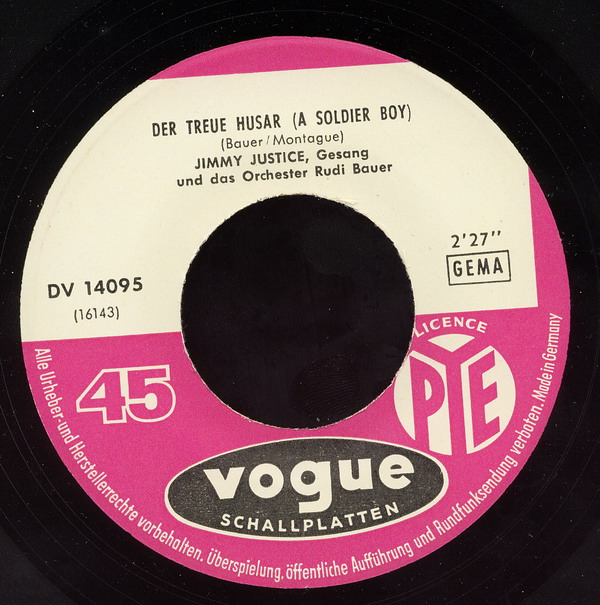 DER TREUE HUSAR (A SOLDIER BOY)
(Bauer/Montague)
JIMMY JUSTICE, Gesang
und das Orchester Rudi Bauer
2'27''
GEMA
DV 14095
(16143)
45
LICENCE
PYE
vogue
SCHALLPLATTEN
Alle Urheber-und Herstellerrechte vorbehalten. Überspielung, öffentliche Aufführung und Rundfunksendung verboten. Made in Germany